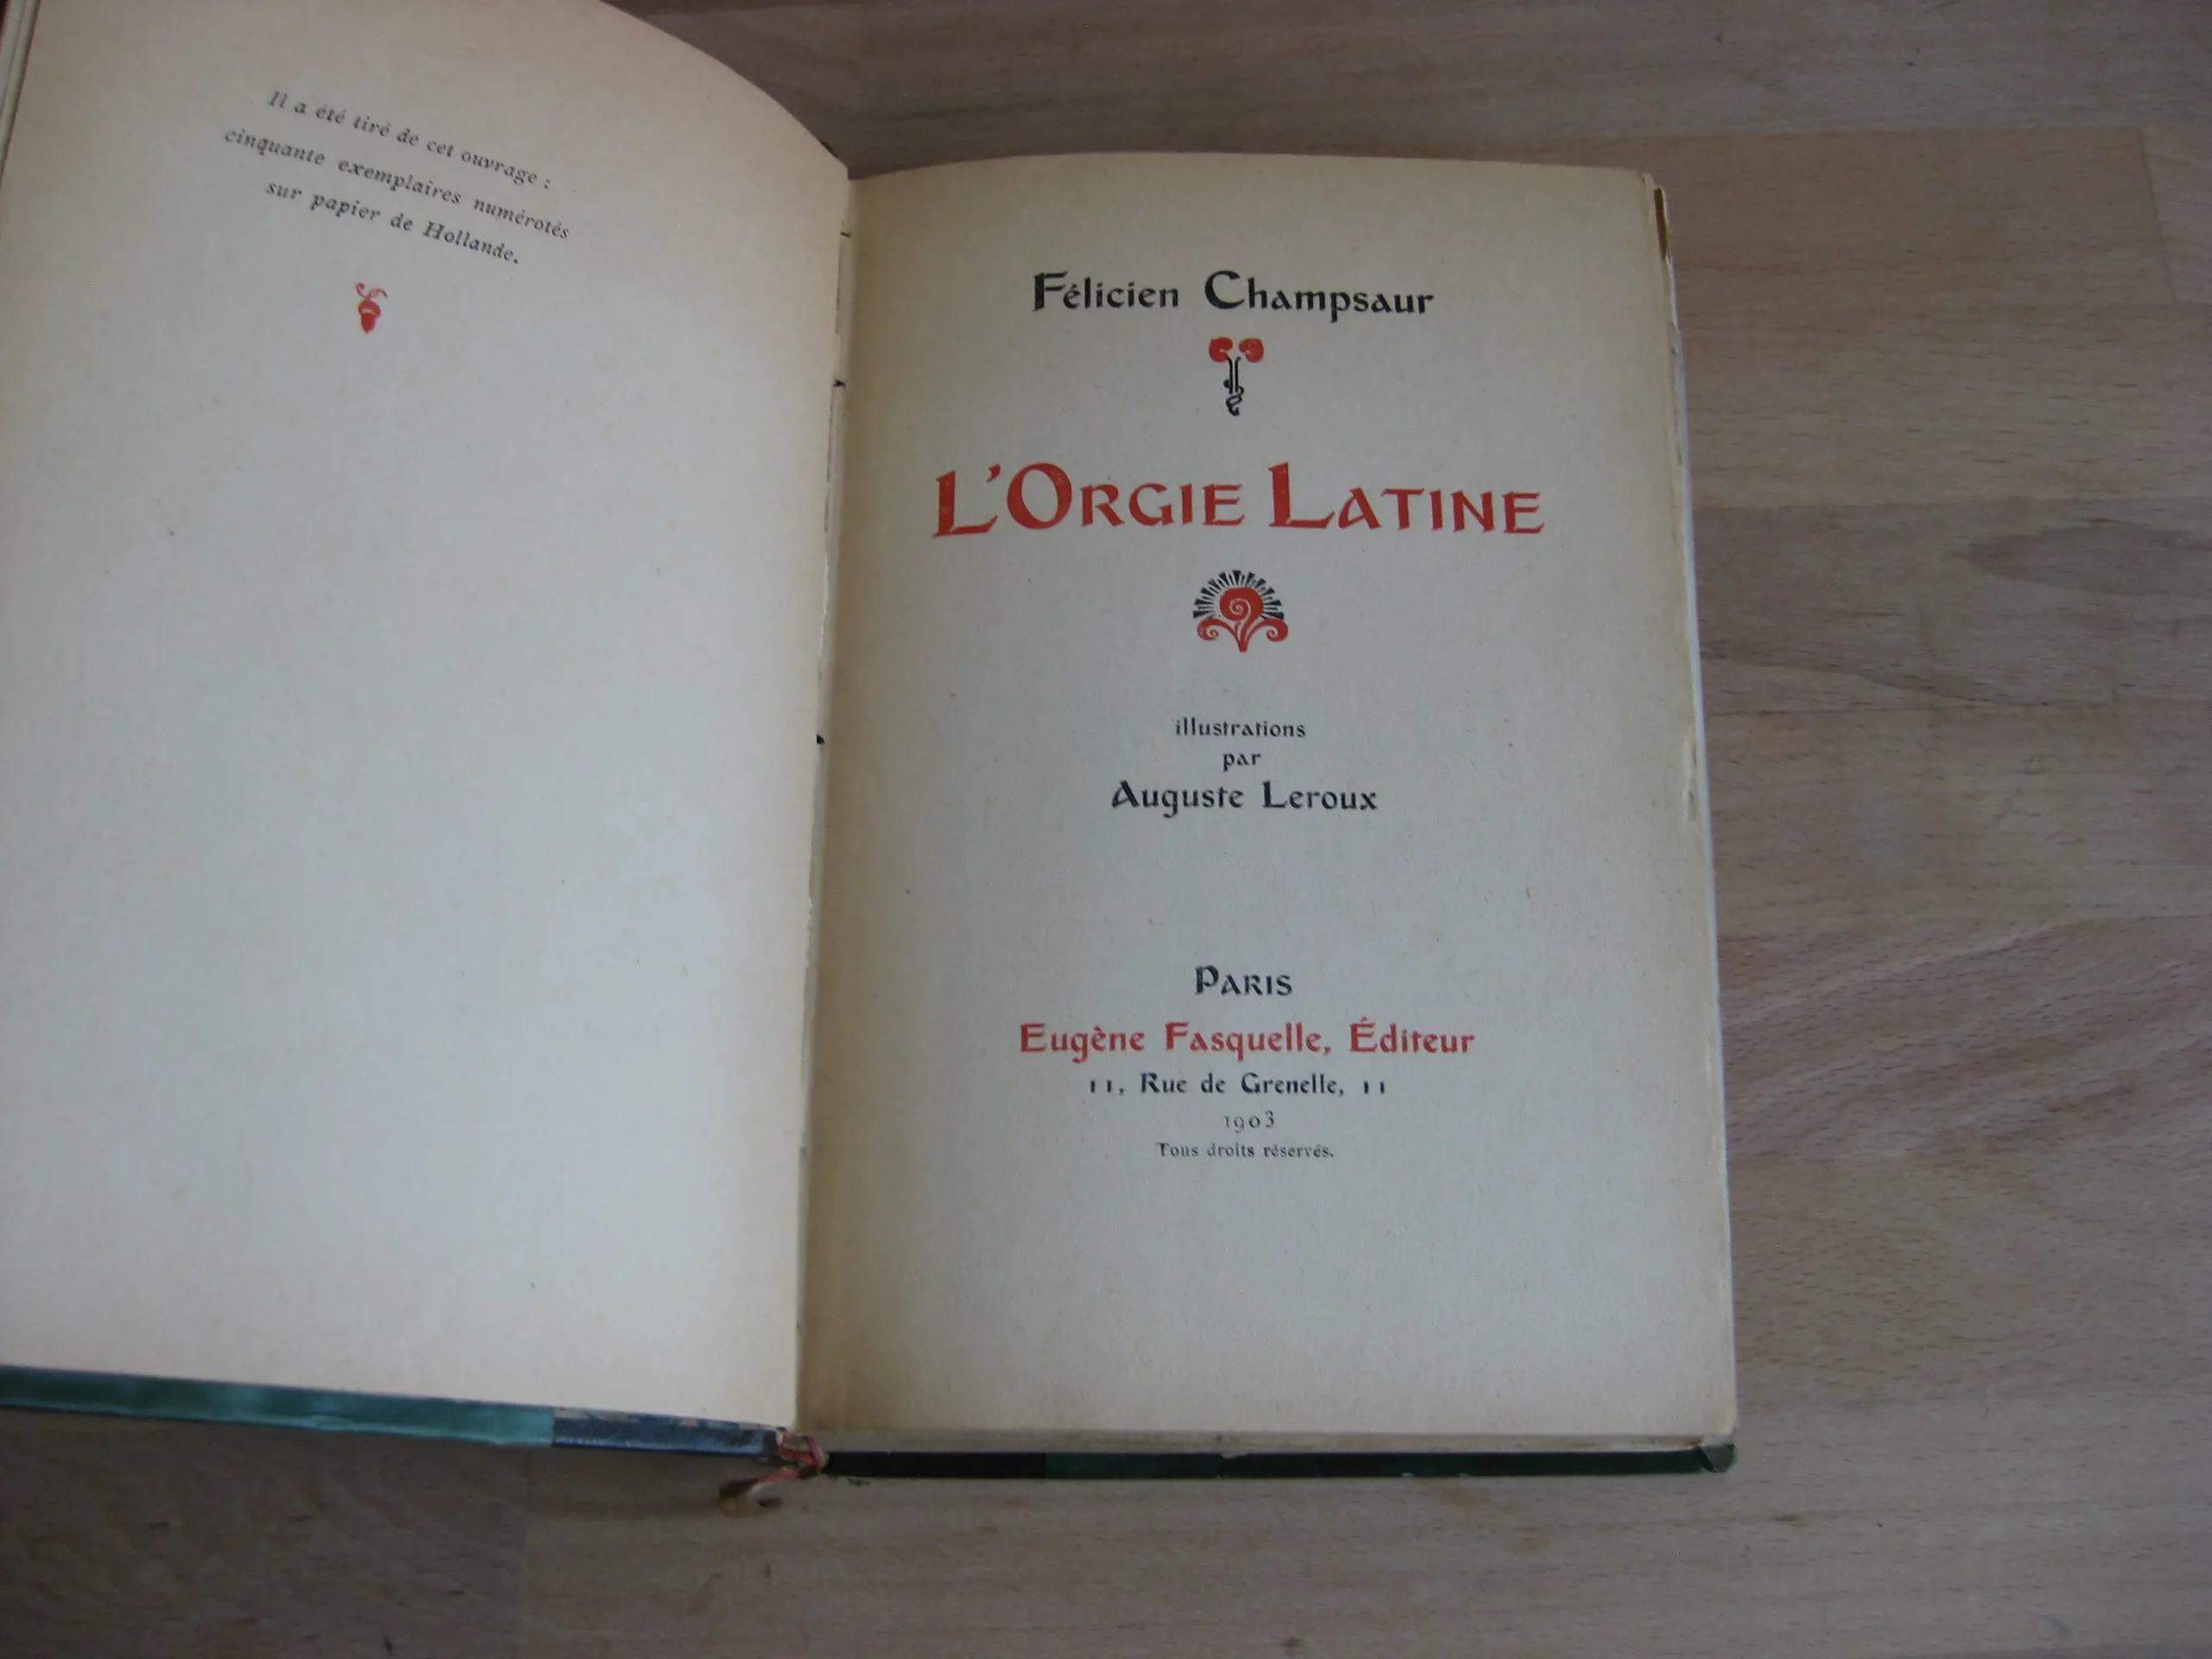 Il a été tiré de cet ouvrage :
cinquante exemplaires numérotés
sur papier de Hollande.
Félicien Champsaur
L'Orgie Latine
illustrations
par
Auguste Leroux
Paris
Eugène Fasquelle, Éditeur
11, Rue de Grenelle, 11
1903
Tous droits réservés.